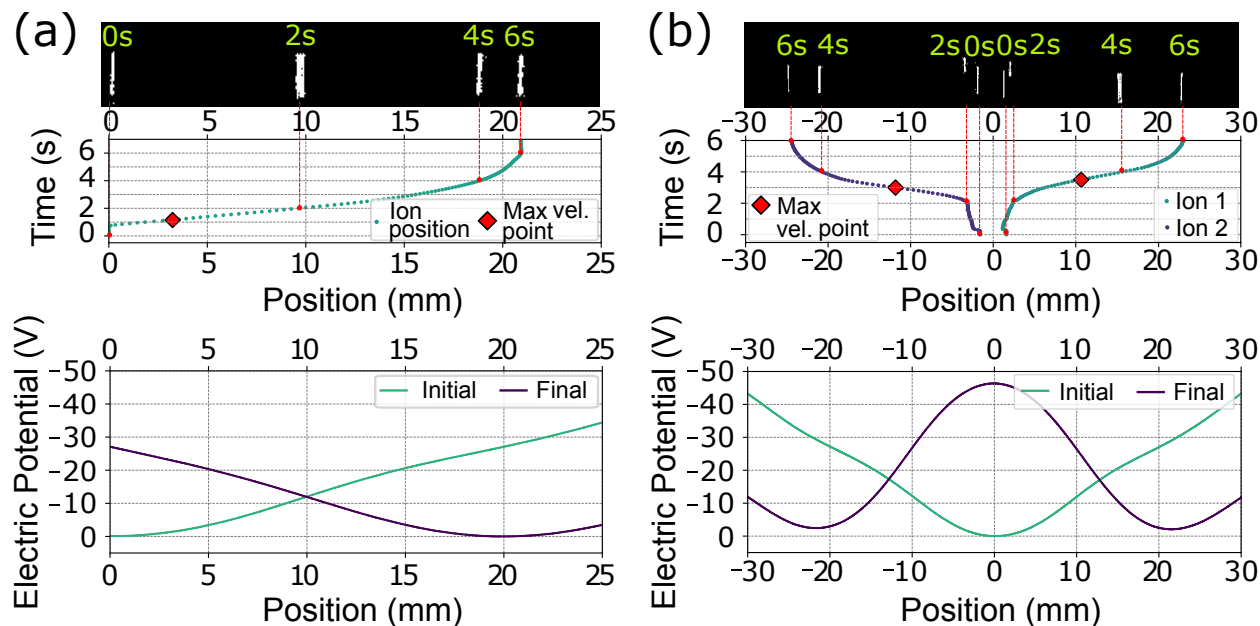 (a)
0s 2s 4s 6s
0 5 10 15 20 25
Time (s)
6
4
2
0
Ion position
Max vel. point
0 5 10 15 20 25
Position (mm)
0 5 10 15 20 25
Electric Potential (V)
−50
−40
−30
−20
−10
0
Initial Final
0 5 10 15 20 25
Position (mm)
(b)
6s 4s 2s 0s 0s 2s 4s 6s
−30 −20 −10 0 10 20 30
Time (s)
6
4
2
0
Max vel. point
Ion 1
Ion 2
−30 −20 −10 0 10 20 30
Position (mm)
−30 −20 −10 0 10 20 30
Electric Potential (V)
−50
−40
−30
−20
−10
0
Initial Final
−30 −20 −10 0 10 20 30
Position (mm)